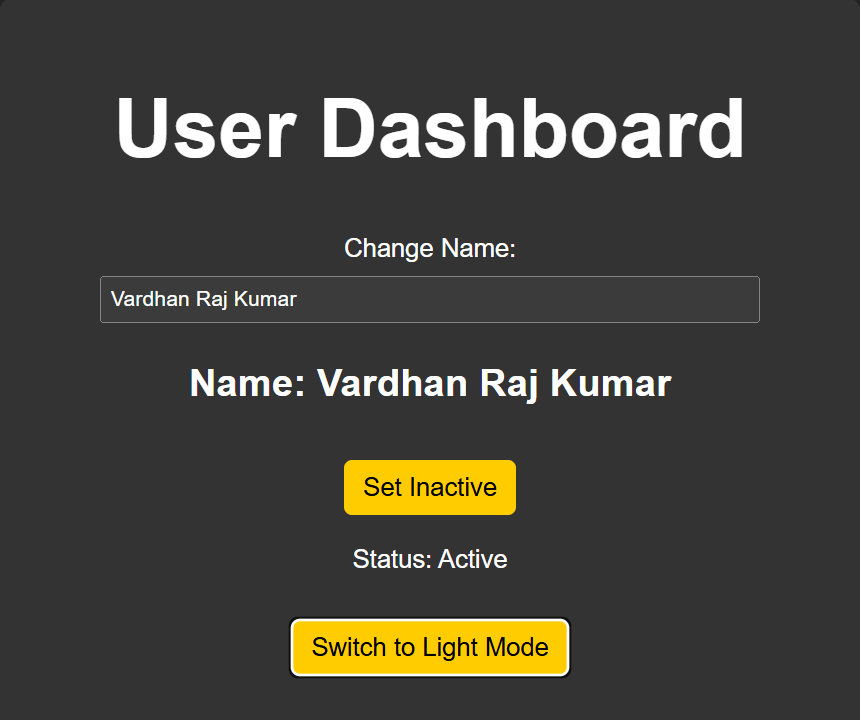 User Dashboard
Change Name:
Vardhan Raj Kumar
Name: Vardhan Raj Kumar
Set Inactive
Status: Active
Switch to Light Mode